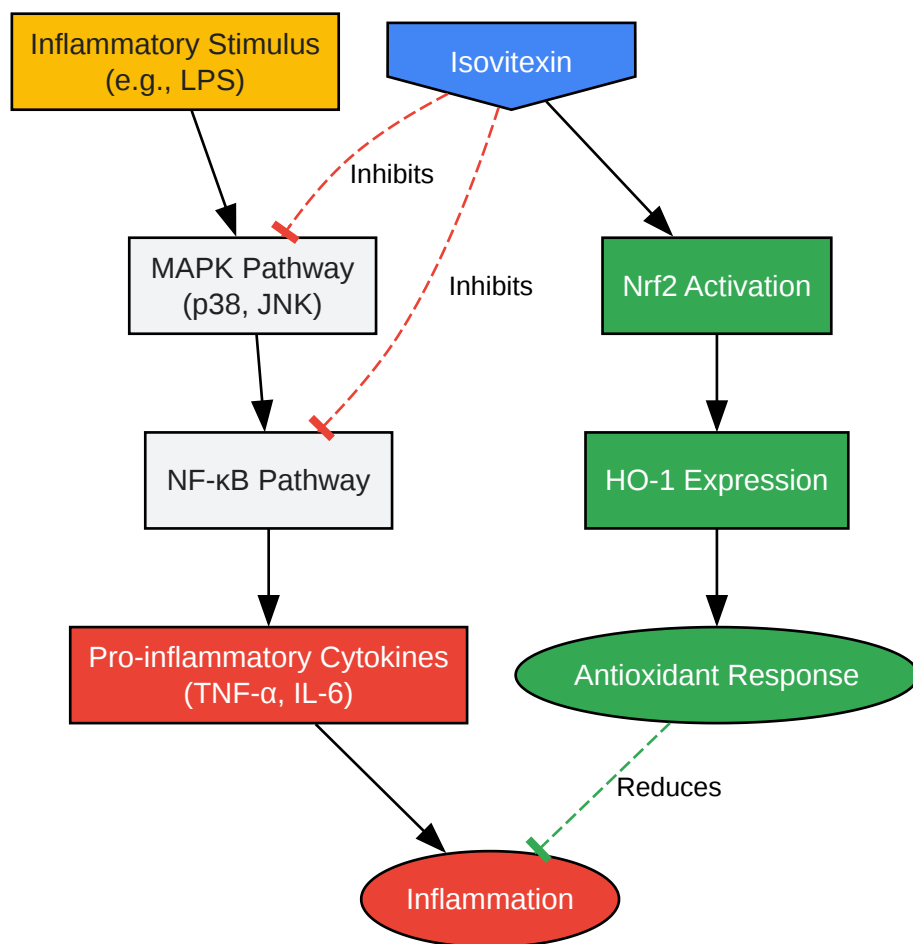 Inflammatory Stimulus
(e.g., LPS)
Isovitexin
Inhibits
MAPK Pathway
(p38, JNK)
Inhibits
Nrf2 Activation
NF-κB Pathway
HO-1 Expression
Pro-inflammatory Cytokines
(TNF-α, IL-6)
Antioxidant Response
Reduces
Inflammation